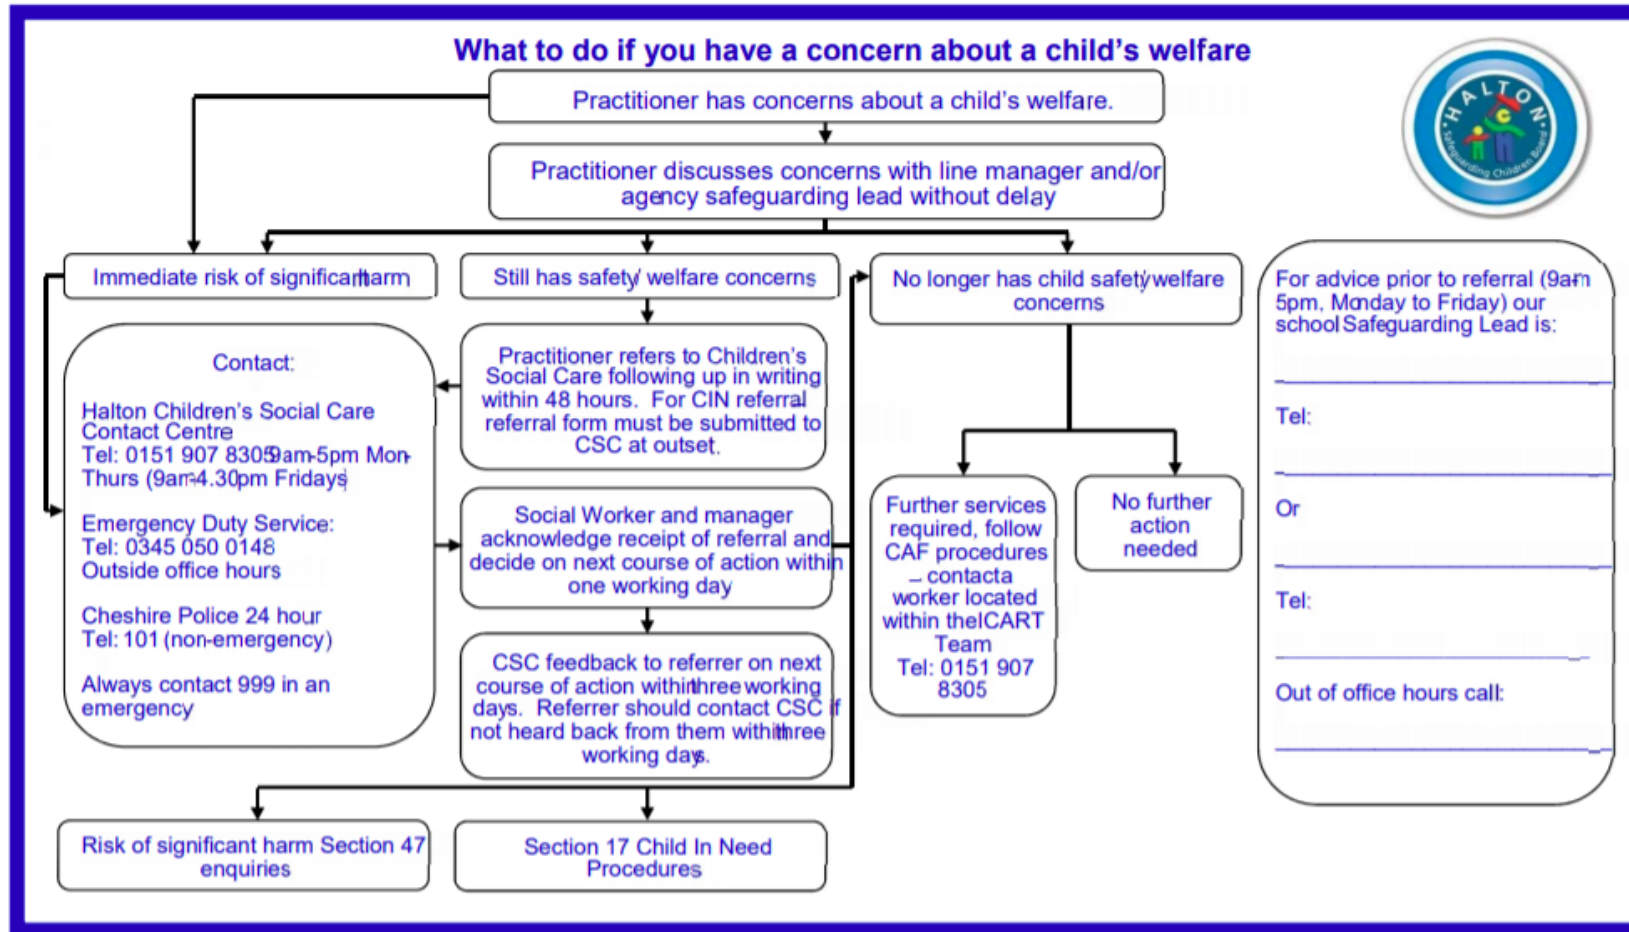 What to do if you have a concern about a child's welfare
HALTON
Safeguarding Children Board
Practitioner has concerns about a child's welfare.
Practitioner discusses concerns with line manager and/or
agency safeguarding lead without delay
Immediate risk of significant harm
Still has safety/ welfare concerns
No longer has child safety/welfare
concerns
Contact:
Halton Children's Social Care
Contact Centre
Tel: 0151 907 8305 9am-5pm Mon-
Thurs (9am-4.30pm Fridays)
Emergency Duty Service:
Tel: 0345 050 0148
Outside office hours
Cheshire Police 24 hour
Tel: 101 (non-emergency)
Always contact 999 in an
emergency
Practitioner refers to Children's
Social Care following up in writing
within 48 hours. For CIN referral –
referral form must be submitted to
CSC at outset.
Social Worker and manager
acknowledge receipt of referral and
decide on next course of action within
one working day
CSC feedback to referrer on next
course of action within three working
days. Referrer should contact CSC if
not heard back from them within three
working days.
Further services
required, follow
CAF procedures
– contact a
worker located
within the ICART
Team
Tel: 0151 907
8305
No further
action
needed
Risk of significant harm Section 47
enquiries
Section 17 Child In Need
Procedures
For advice prior to referral (9am-
5pm, Monday to Friday) our
school Safeguarding Lead is:
Tel:
Or
Tel:
Out of office hours call: